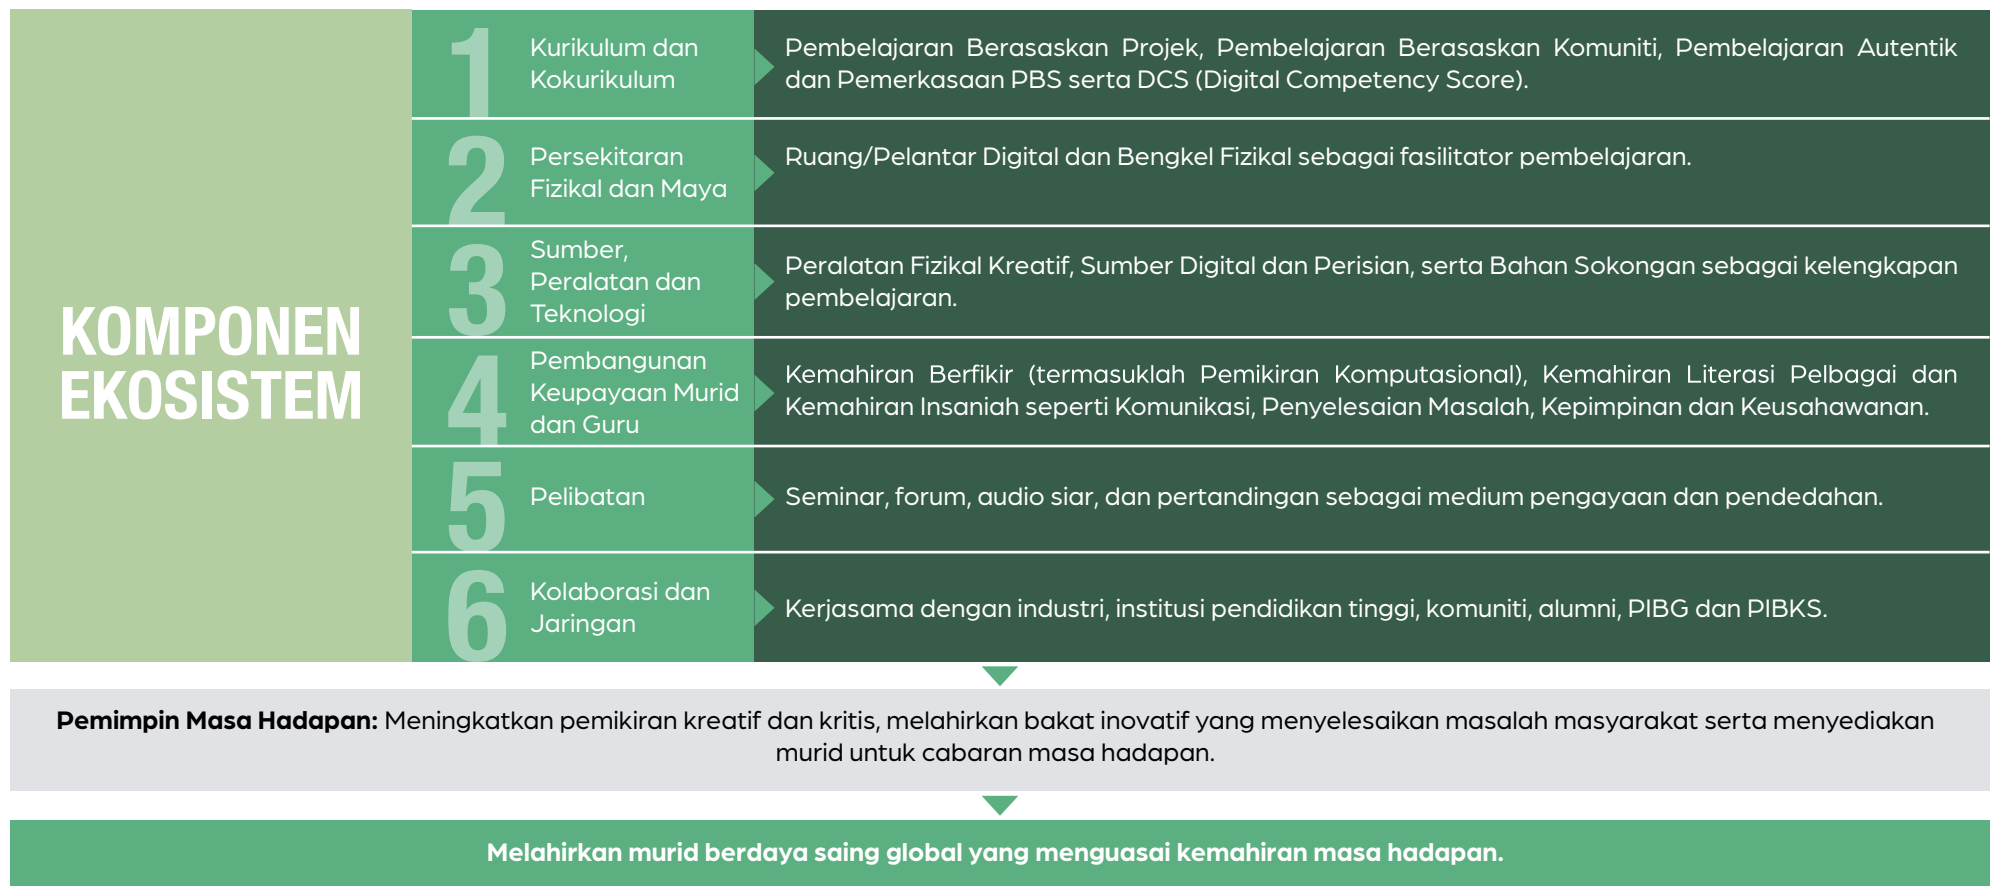 KOMPONEN
EKOSISTEM
1
Kurikulum dan
Kokurikulum
Pembelajaran Berasaskan Projek, Pembelajaran Berasaskan Komuniti, Pembelajaran Autentik
dan Pemerkasaan PBS serta DCS (Digital Competency Score).
2
Persekitaran
Fizikal dan Maya
Ruang/Pelantar Digital dan Bengkel Fizikal sebagai fasilitator pembelajaran.
3
Sumber,
Peralatan dan
Teknologi
Peralatan Fizikal Kreatif, Sumber Digital dan Perisian, serta Bahan Sokongan sebagai kelengkapan
pembelajaran.
4
Pembangunan
Keupayaan Murid
dan Guru
Kemahiran Berfikir (termasuklah Pemikiran Komputasional), Kemahiran Literasi Pelbagai dan
Kemahiran Insaniah seperti Komunikasi, Penyelesaian Masalah, Kepimpinan dan Keusahawanan.
5
Pelibatan
Seminar, forum, audio siar, dan pertandingan sebagai medium pengayaan dan pendedahan.
6
Kolaborasi dan
Jaringan
Kerjasama dengan industri, institusi pendidikan tinggi, komuniti, alumni, PIBG dan PIBKS.
Pemimpin Masa Hadapan: Meningkatkan pemikiran kreatif dan kritis, melahirkan bakat inovatif yang menyelesaikan masalah masyarakat serta menyediakan
murid untuk cabaran masa hadapan.
Melahirkan murid berdaya saing global yang menguasai kemahiran masa hadapan.